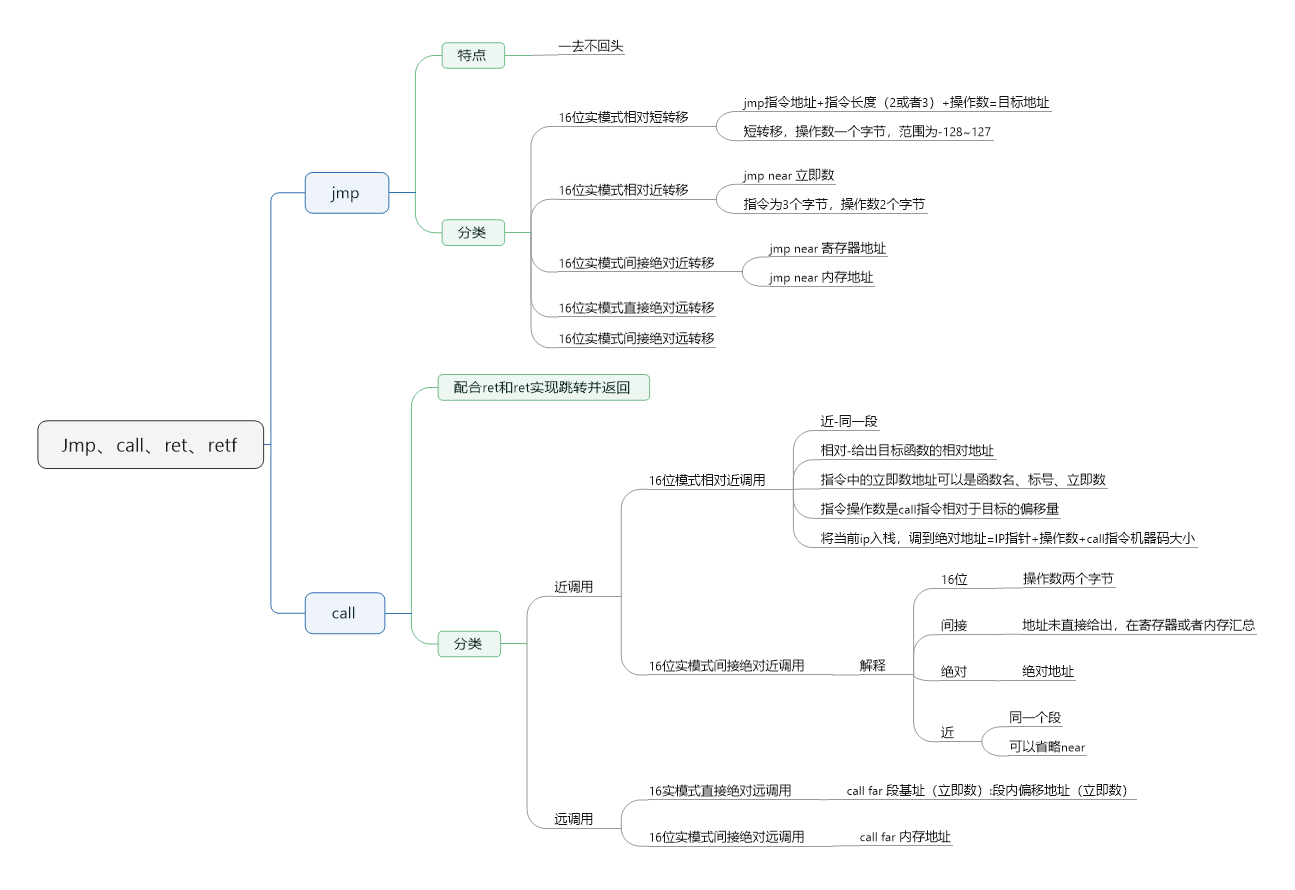 Jmp、call、ret、retf
jmp
特点
一去不回头
分类
16位实模式相对短转移
jmp指令地址+指令长度（2或者3）+操作数=目标地址
短转移，操作数一个字节，范围为-128~127
16位实模式相对近转移
jmp near 立即数
指令为3个字节，操作数2个字节
16位实模式间接绝对近转移
jmp near 寄存器地址
jmp near 内存地址
16位实模式直接绝对远转移
16位实模式间接绝对远转移
call
配合ret和ret实现跳转并返回
分类
近调用
16位模式相对近调用
近-同一段
相对-给出目标函数的相对地址
指令中的立即数地址可以是函数名、标号、立即数
指令操作数是call指令相对于目标的偏移量
将当前ip入栈，调到绝对地址=IP指针+操作数+call指令机器码大小
16位实模式间接绝对近调用
解释
16位
操作数两个字节
间接
地址未直接给出，在寄存器或者内存汇总
绝对
绝对地址
近
同一个段
可以省略near
远调用
16实模式直接绝对远调用
call far 段基址（立即数）:段内偏移地址（立即数）
16位实模式间接绝对远调用
call far 内存地址